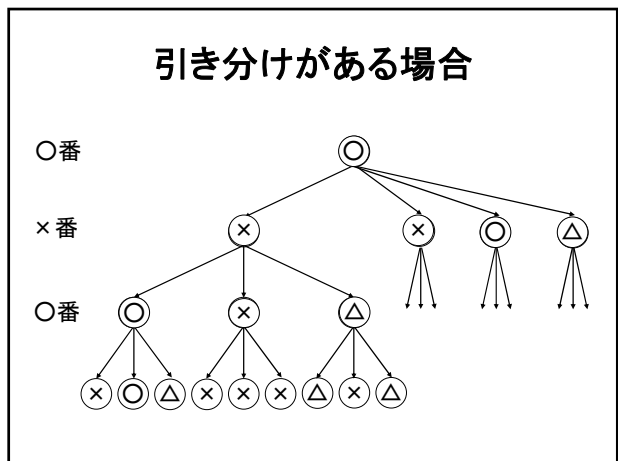 引き分けがある場合
○番 ○
×番 × × ○ △
○番 ○ × △
× ○ △ × × × △ × △